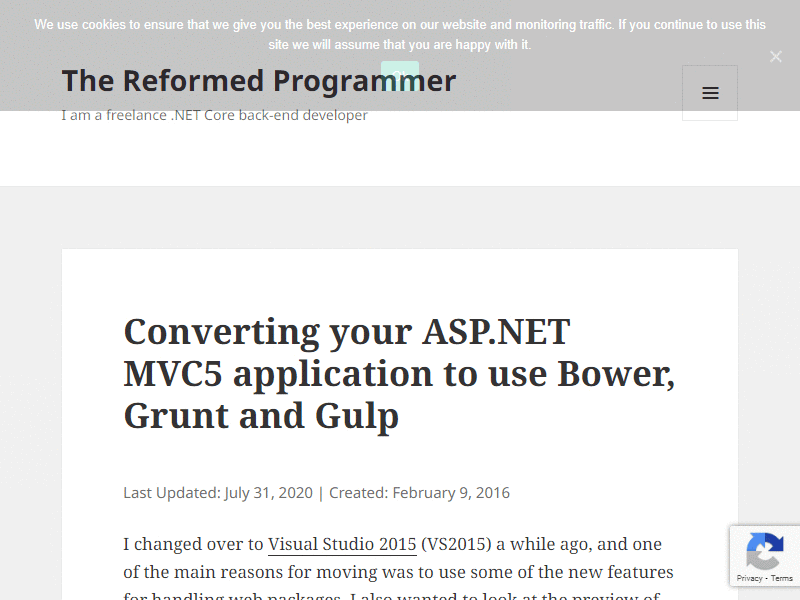 We use cookies to ensure that we give you the best experience on our website and monitoring traffic. If you continue to use this
site we will assume that you are happy with it.
The Reformed Programmer
I am a freelance .NET Core back-end developer
Converting your ASP.NET
MVC5 application to use Bower,
Grunt and Gulp
Last Updated: July 31, 2020 | Created: February 9, 2016
I changed over to Visual Studio 2015 (VS2015) a while ago, and one
of the main reasons for moving was to use some of the new features
for handling web packages. I also wanted to look at the preview of
Privacy - Terms